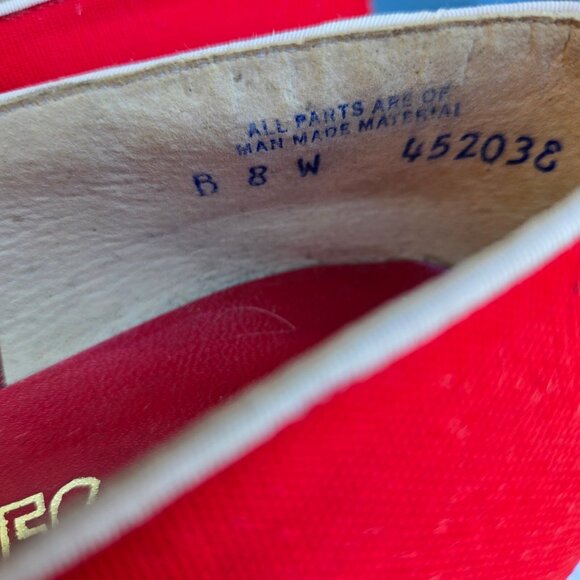 ALL PARTS ARE OF
MAN MADE MATERIAL
B 8 W 452038